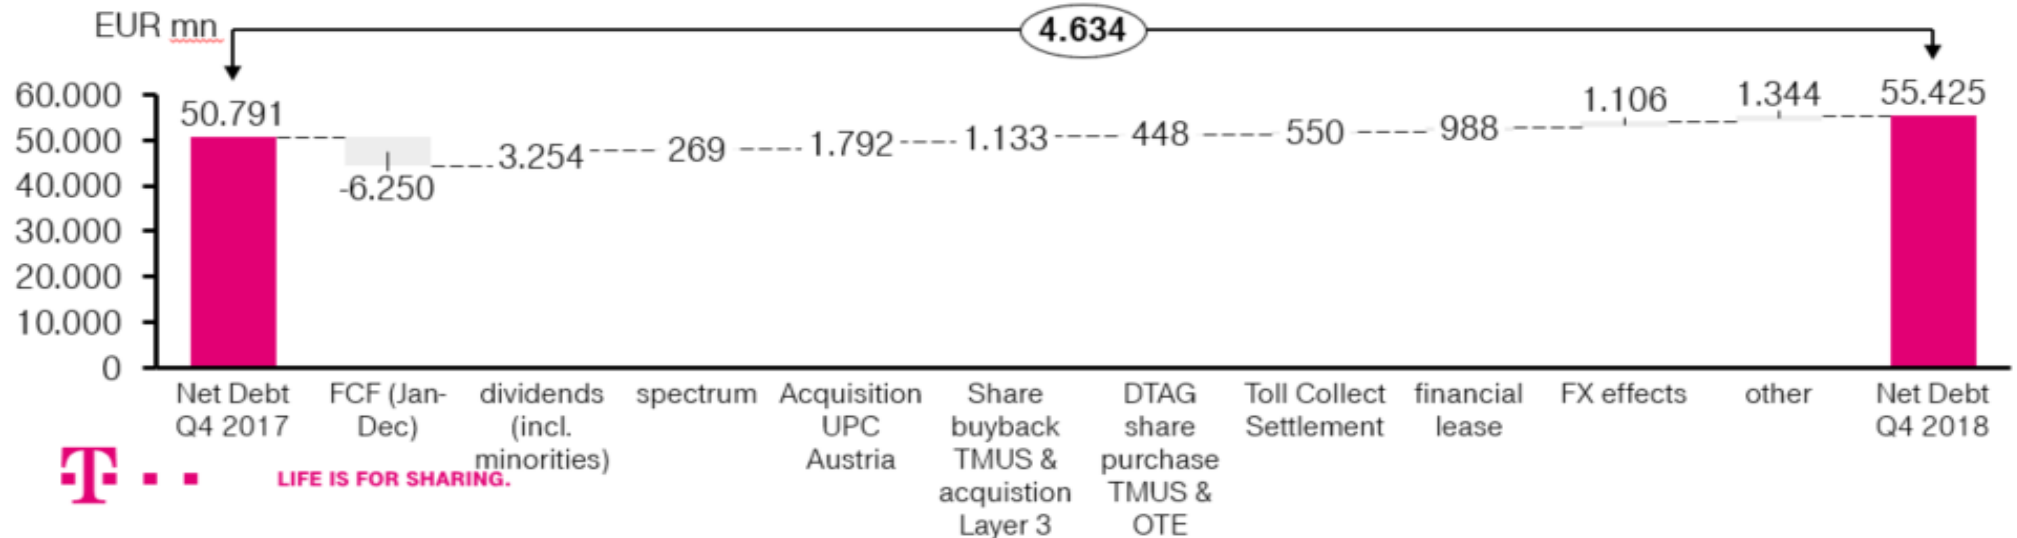 EUR mn
4.634
60.000
50.000
40.000
30.000
20.000
10.000
0
50.791
-6.250
3.254
269
1.792
1.133
448
550
988
1.106
1.344
55.425
Net Debt
Q4 2017
FCF (Jan-
Dec)
dividends
(incl.
minorities)
spectrum
Acquisition
UPC
Austria
Share
buyback
TMUS &
acquistion
Layer 3
DTAG
share
purchase
TMUS &
OTE
Toll Collect
Settlement
financial
lease
FX effects
other
Net Debt
Q4 2018
T
LIFE IS FOR SHARING.